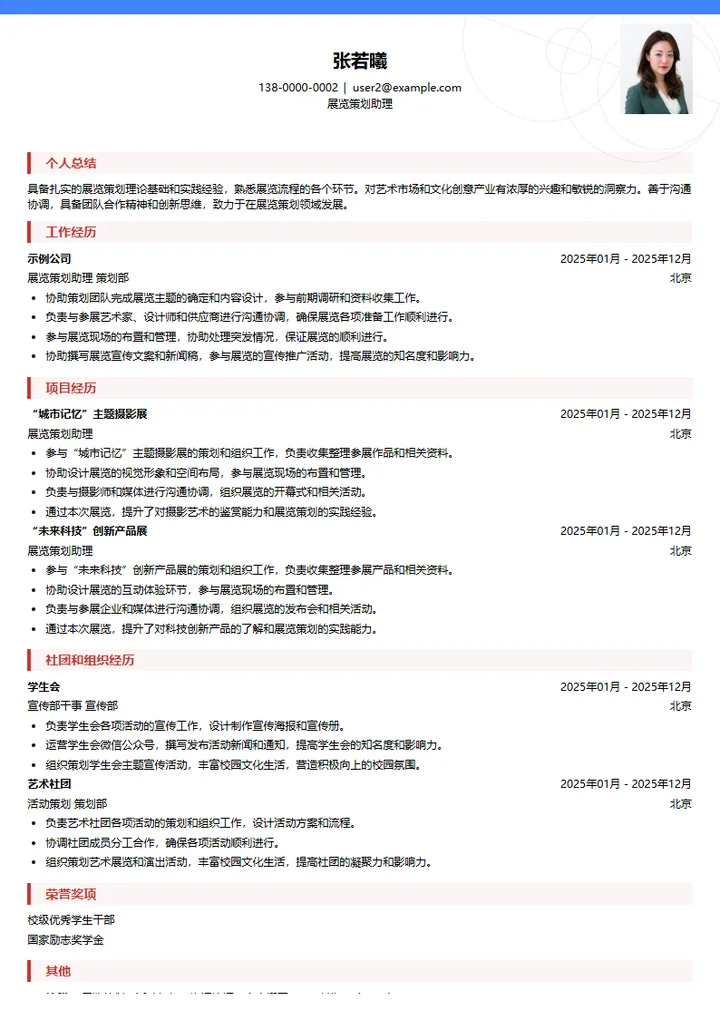 张若曦
138-0000-0002 | user2@example.com
展览策划助理
个人总结
具备扎实的展览策划理论基础和实践经验，熟悉展览流程的各个环节。对艺术市场和文化创意产业有浓厚的兴趣和敏锐的洞察力。善于沟通
协调，具备团队合作精神和创新思维，致力于在展览策划领域发展。
工作经历
示例公司 2025年01月 - 2025年12月
展览策划助理 策划部 北京
• 协助策划团队完成展览主题的确定和内容设计，参与前期调研和资料收集工作。
• 负责与参展艺术家、设计师和供应商进行沟通协调，确保展览各项准备工作顺利进行。
• 参与展览现场的布置和管理，协助处理突发情况，保证展览的顺利进行。
• 协助撰写展览宣传文案和新闻稿，参与展览的宣传推广活动，提高展览的知名度和影响力。
项目经历
“城市记忆”主题摄影展 2025年01月 - 2025年12月
展览策划助理 北京
• 参与“城市记忆”主题摄影展的策划和组织工作，负责收集整理参展作品和相关资料。
• 协助设计展览的视觉形象和空间布局，参与展览现场的布置和管理。
• 负责与摄影师和媒体进行沟通协调，组织展览的开幕式和相关活动。
• 通过本次展览，提升了对摄影艺术的鉴赏能力和展览策划的实践经验。
“未来科技”创新产品展 2025年01月 - 2025年12月
展览策划助理 北京
• 参与“未来科技”创新产品展的策划和组织工作，负责收集整理参展产品和相关资料。
• 协助设计展览的互动体验环节，参与展览现场的布置和管理。
• 负责与参展企业和媒体进行沟通协调，组织展览的发布会和相关活动。
• 通过本次展览，提升了对科技创新产品的了解和展览策划的实践能力。
社团和组织经历
学生会 2025年01月 - 2025年12月
宣传部干事 宣传部 北京
• 负责学生会各项活动的宣传工作，设计制作宣传海报和宣传册。
• 运营学生会微信公众号，撰写发布活动新闻和通知，提高学生会的知名度和影响力。
• 组织策划学生会主题宣传活动，丰富校园文化生活，营造积极向上的校园氛围。
艺术社团 2025年01月 - 2025年12月
活动策划 策划部 北京
• 负责艺术社团各项活动的策划和组织工作，设计活动方案和流程。
• 协调社团成员分工合作，确保各项活动顺利进行。
• 组织策划艺术展览和演出活动，丰富校园文化生活，提高社团的凝聚力和影响力。
荣誉奖项
校级优秀学生干部
国家励志奖学金
其他